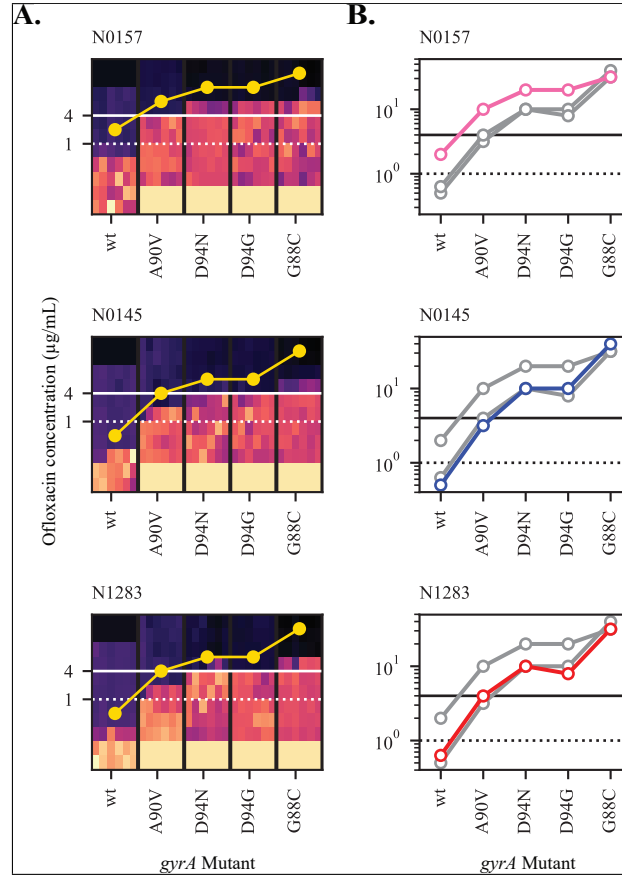 A.
B.
N0157
N0157
4
1
10¹
10⁰
wt
A90V
D94N
D94G
G88C
wt
A90V
D94N
D94G
G88C
Ofloxacin concentration (µg/mL)
N0145
N0145
4
1
10¹
10⁰
wt
A90V
D94N
D94G
G88C
wt
A90V
D94N
D94G
G88C
N1283
N1283
4
1
10¹
10⁰
wt
A90V
D94N
D94G
G88C
wt
A90V
D94N
D94G
G88C
gyrA Mutant
gyrA Mutant